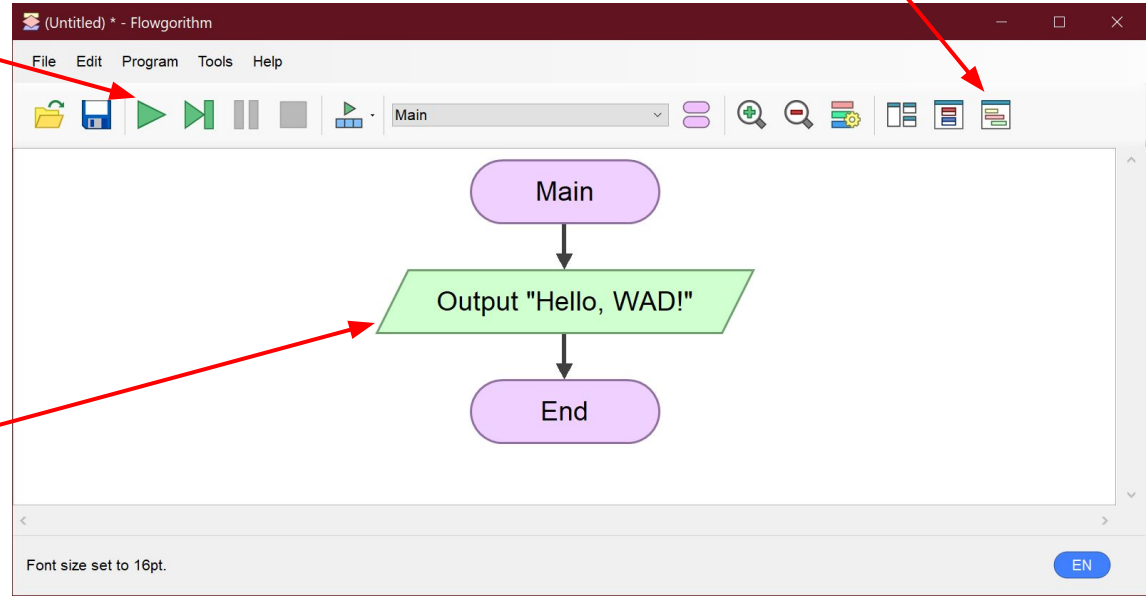 (Untitled) * - Flowgorithm
File Edit Program Tools Help
Main
Main
Output "Hello, WAD!"
End
Font size set to 16pt.
EN